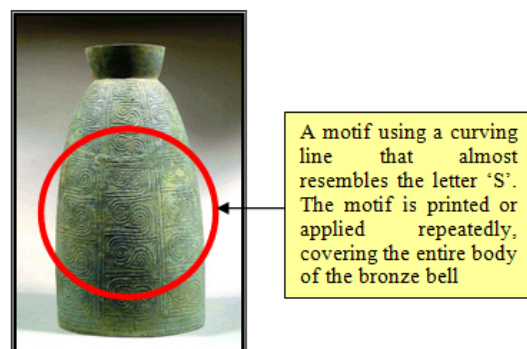 A motif using a curving
line that almost
resembles the letter ‘S’.
The motif is printed or
applied repeatedly,
covering the entire body
of the bronze bell